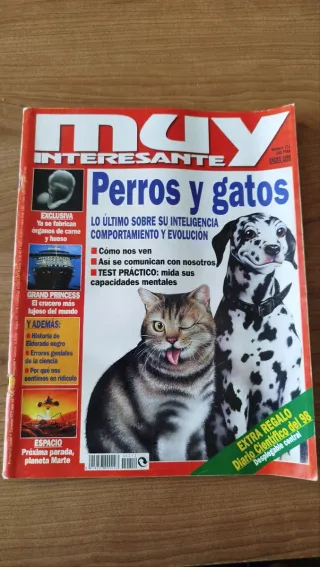 muy
INTERESANTE
EXCLUSIVA
Ya se fabrican
órganos de carne
y hueso
GRAND PRINCESS
El crucero más
lujoso del mundo
Y ADEMÁS:
Historia de
Eldorado negro
Errores geniales
de la ciencia
Por qué nos
sentimos en ridículo
ESPACIO
Próxima parada,
planeta Marte
Perros y gatos
LO ÚLTIMO SOBRE SU INTELIGENCIA
COMPORTAMIENTO Y EVOLUCIÓN
Cómo nos ven
Así se comunican con nosotros
TEST PRÁCTICO: mida sus
capacidades mentales
EXTRA REGALO
Diario Científico del 98
Desplegable central